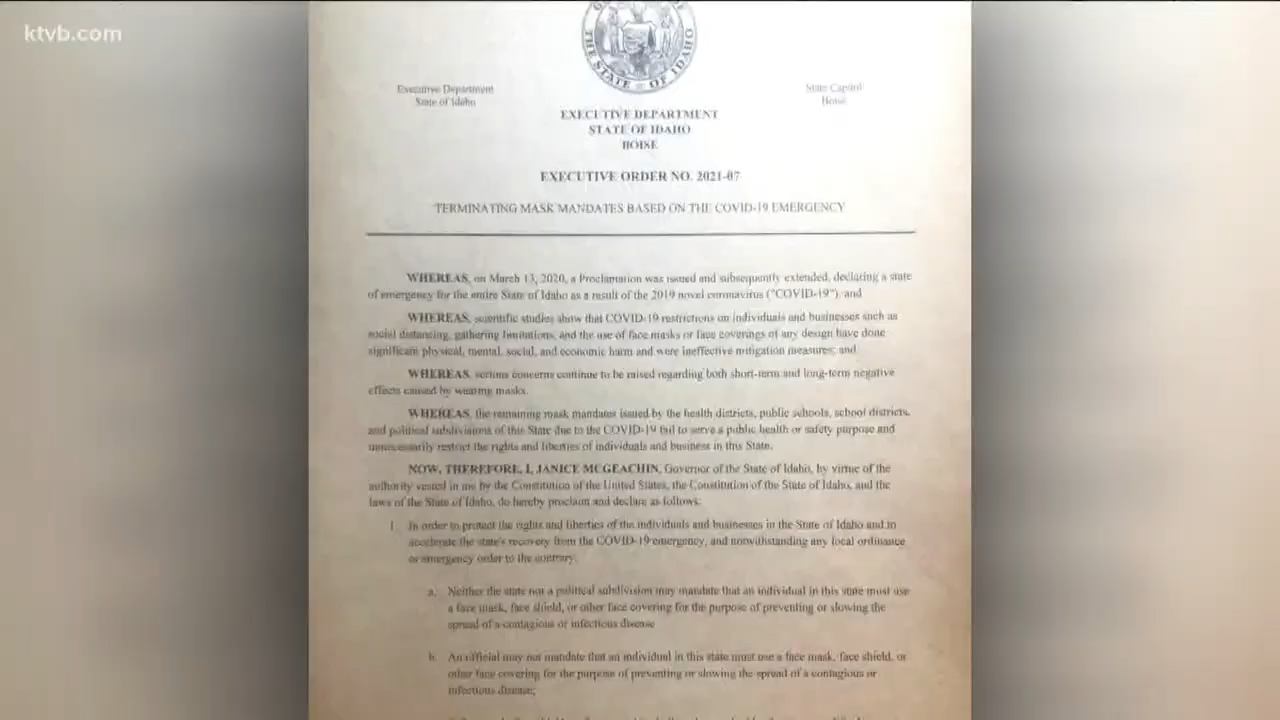 ktvb.com
THE STATE OF IDAHO
Executive Department
State of Idaho
State Capitol
Boise
EXECUTIVE DEPARTMENT
STATE OF IDAHO
BOISE
EXECUTIVE ORDER NO. 2021-07
TERMINATING MASK MANDATES BASED ON THE COVID-19 EMERGENCY
WHEREAS, on March 13, 2020, a Proclamation was issued and subsequently extended, declaring a state
of emergency for the entire State of Idaho as a result of the 2019 novel coronavirus ("COVID-19"); and
WHEREAS, scientific studies show that COVID-19 restrictions on individuals and businesses such as
social distancing, gathering limitations, and the use of face masks or face coverings of any design have done
significant physical, mental, social, and economic harm and were ineffective mitigation measures; and
WHEREAS, serious concerns continue to be raised regarding both short-term and long-term negative
effects caused by wearing masks.
WHEREAS, the remaining mask mandates issued by the health districts, public schools, school districts,
and political subdivisions of this State due to the COVID-19 fail to serve a public health or safety purpose and
unnecessarily restrict the rights and liberties of individuals and business in this State.
NOW, THEREFORE, I, JANICE MCGEACHIN, Governor of the State of Idaho, by virtue of the
authority vested in me by the Constitution of the United States, the Constitution of the State of Idaho, and the
laws of the State of Idaho, do hereby proclaim and declare as follows:
1. In order to protect the rights and liberties of the individuals and businesses in the State of Idaho and to
accelerate the state's recovery from the COVID-19 emergency, and nonwithstanding any local ordinance
or emergency order to the contrary:
a. Neither the state not a political subdivision may mandate that an individual in this state must use
a face mask, face shield, or other face covering for the purpose of preventing or slowing the
spread of a contagious or infectious disease
b. An official may not mandate that an individual in this state must use a face mask, face shield, or
other face covering for the purpose of preventing or slowing the spread of a contagious or
infectious disease;